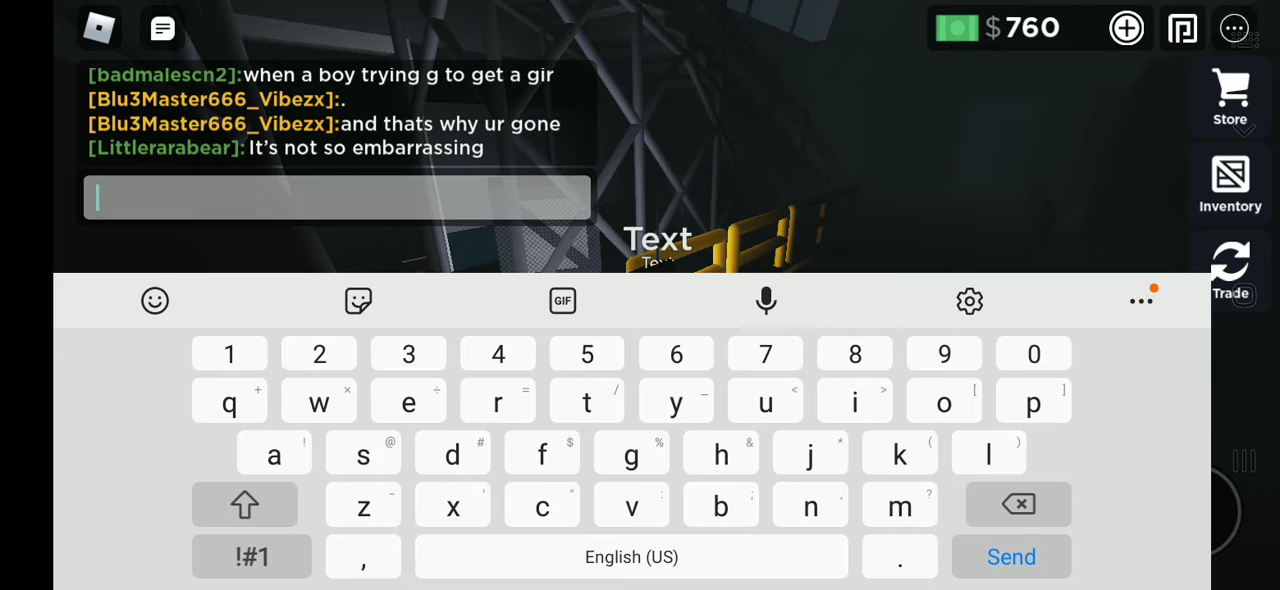 $ 760
[badmalescn2]:when a boy trying g to get a gir
[Blu3Master666_Vibezx]:.
[Blu3Master666_Vibezx]:and thats why ur gone
[Littlerarabear]: It’s not so embarrassing
Store
Inventory
Trade
Text
GIF
1 2 3 4 5 6 7 8 9 0
q + w × e ÷ r = t / y _ u < i > o [ p ]
a ! s @ d # f $ g % h & j * k ( l )
z - x ' c " v : b ; n , m ?
!#1 , English (US) . Send